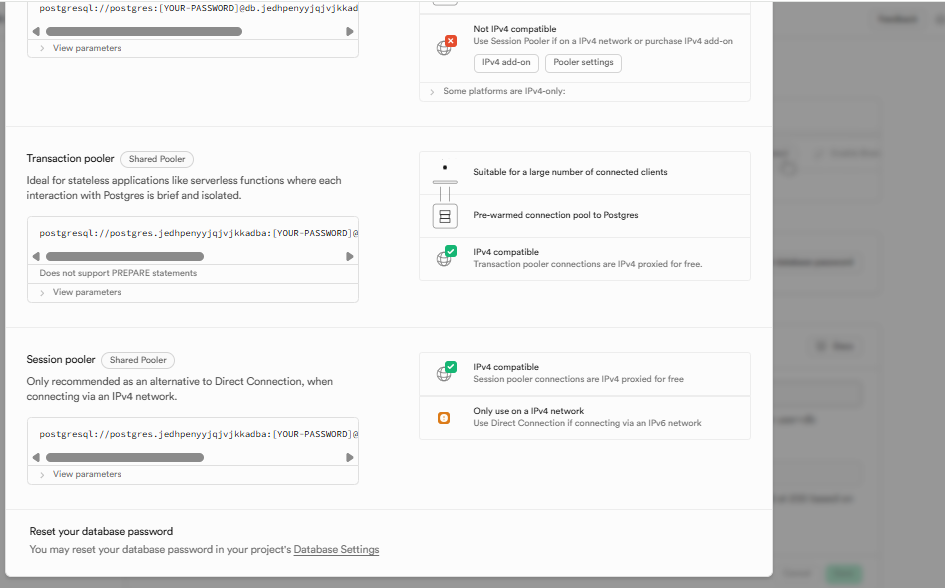 postgresql://postgres:[YOUR-PASSWORD]@db.jedhpenyyjqjvjkkad
View parameters
Not IPv4 compatible
Use Session Pooler if on a IPv4 network or purchase IPv4 add-on
IPv4 add-on
Pooler settings
Some platforms are IPv4-only:
Transaction pooler
Shared Pooler
Ideal for stateless applications like serverless functions where each
interaction with Postgres is brief and isolated.
postgresql://postgres.jedhpenyyjqjvjkkadba:[YOUR-PASSWORD]@
Does not support PREPARE statements
View parameters
Suitable for a large number of connected clients
Pre-warmed connection pool to Postgres
IPv4 compatible
Transaction pooler connections are IPv4 proxied for free.
Session pooler
Shared Pooler
Only recommended as an alternative to Direct Connection, when
connecting via an IPv4 network.
postgresql://postgres.jedhpenyyjqjvjkkadba:[YOUR-PASSWORD]@
View parameters
IPv4 compatible
Session pooler connections are IPv4 proxied for free
Only use on a IPv4 network
Use Direct Connection if connecting via an IPv6 network
Reset your database password
You may reset your database password in your project's Database Settings